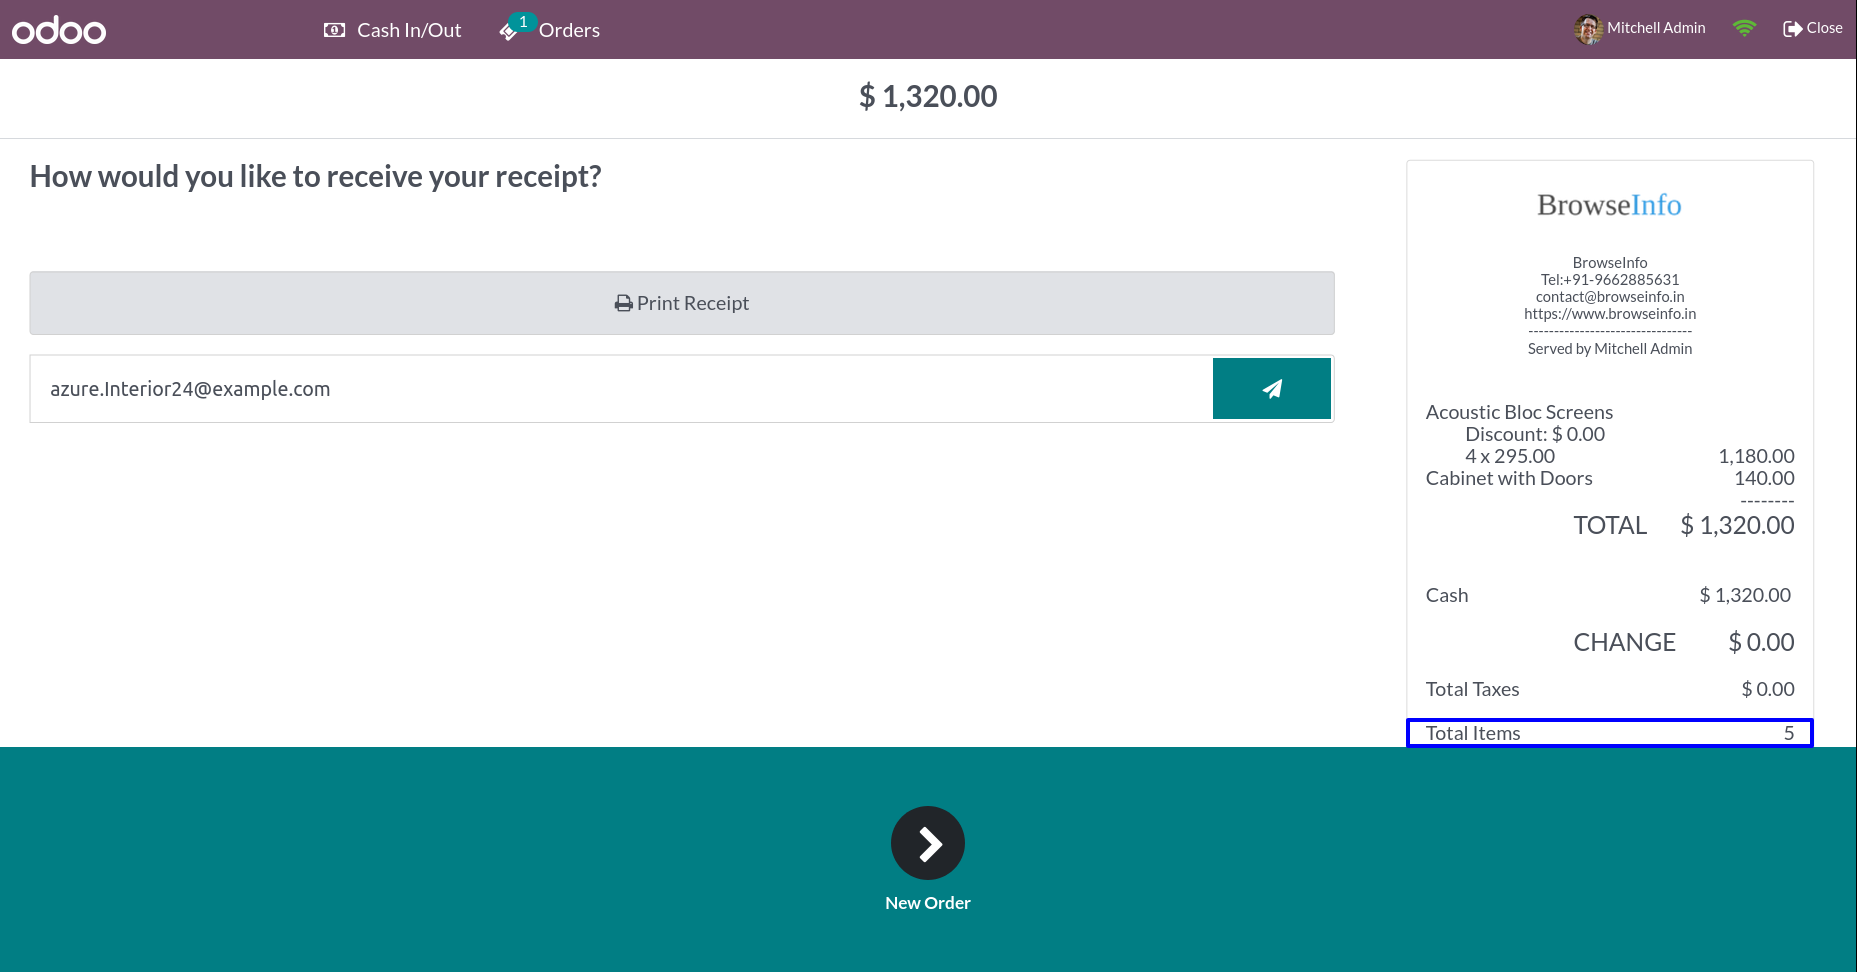 odoo
Cash In/Out
1
Orders
Mitchell Admin
Close
$ 1,320.00
How would you like to receive your receipt?
Print Receipt
azure.Interior24@example.com
BrowseInfo
BrowseInfo
Tel:+91-9662885631
contact@browseinfo.in
https://www.browseinfo.in
--------------------------------
Served by Mitchell Admin
Acoustic Bloc Screens
Discount: $ 0.00
4 x 295.00 1,180.00
Cabinet with Doors 140.00
--------
TOTAL $ 1,320.00
Cash $ 1,320.00
CHANGE $ 0.00
Total Taxes $ 0.00
Total Items 5
New Order